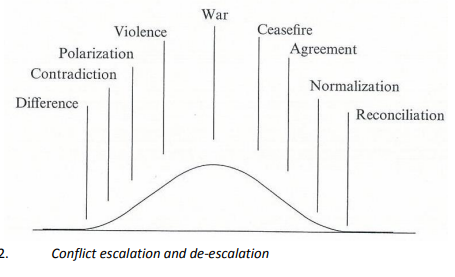 War
Violence
Ceasefire
Polarization
Agreement
Contradiction
Normalization
Difference
Reconciliation
2. Conflict escalation and de-escalation